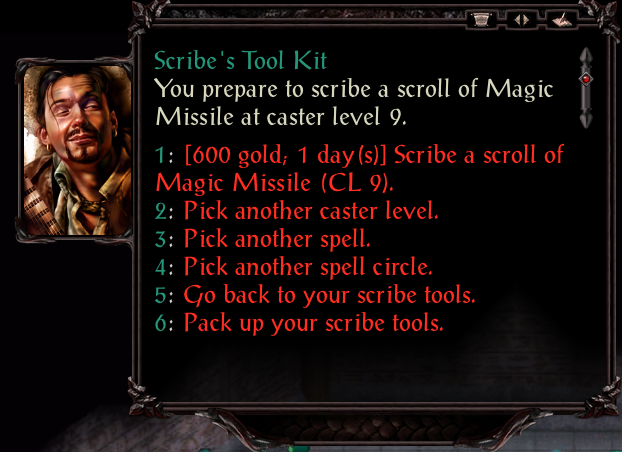 Scribe's Tool Kit
You prepare to scribe a scroll of Magic
Missile at caster level 9.
1: [600 gold; 1 day(s)] Scribe a scroll of
Magic Missile (CL 9).
2: Pick another caster level.
3: Pick another spell.
4: Pick another spell circle.
5: Go back to your scribe tools.
6: Pack up your scribe tools.